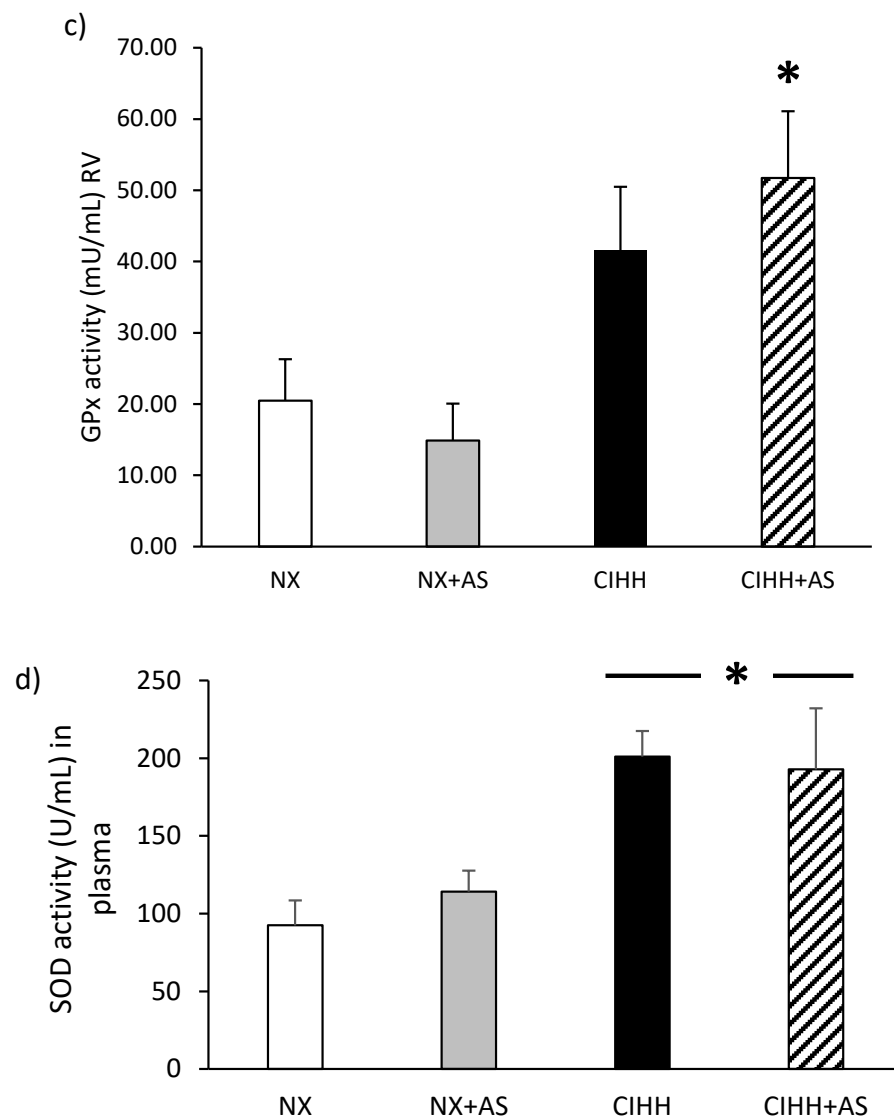 c)
70.00
60.00
50.00
40.00
30.00
20.00
10.00
0.00
GPx activity (mU/mL) RV
*
NX NX+AS CIHH CIHH+AS
d)
250
200
150
100
50
0
SOD activity (U/mL) in
plasma
*
NX NX+AS CIHH CIHH+AS